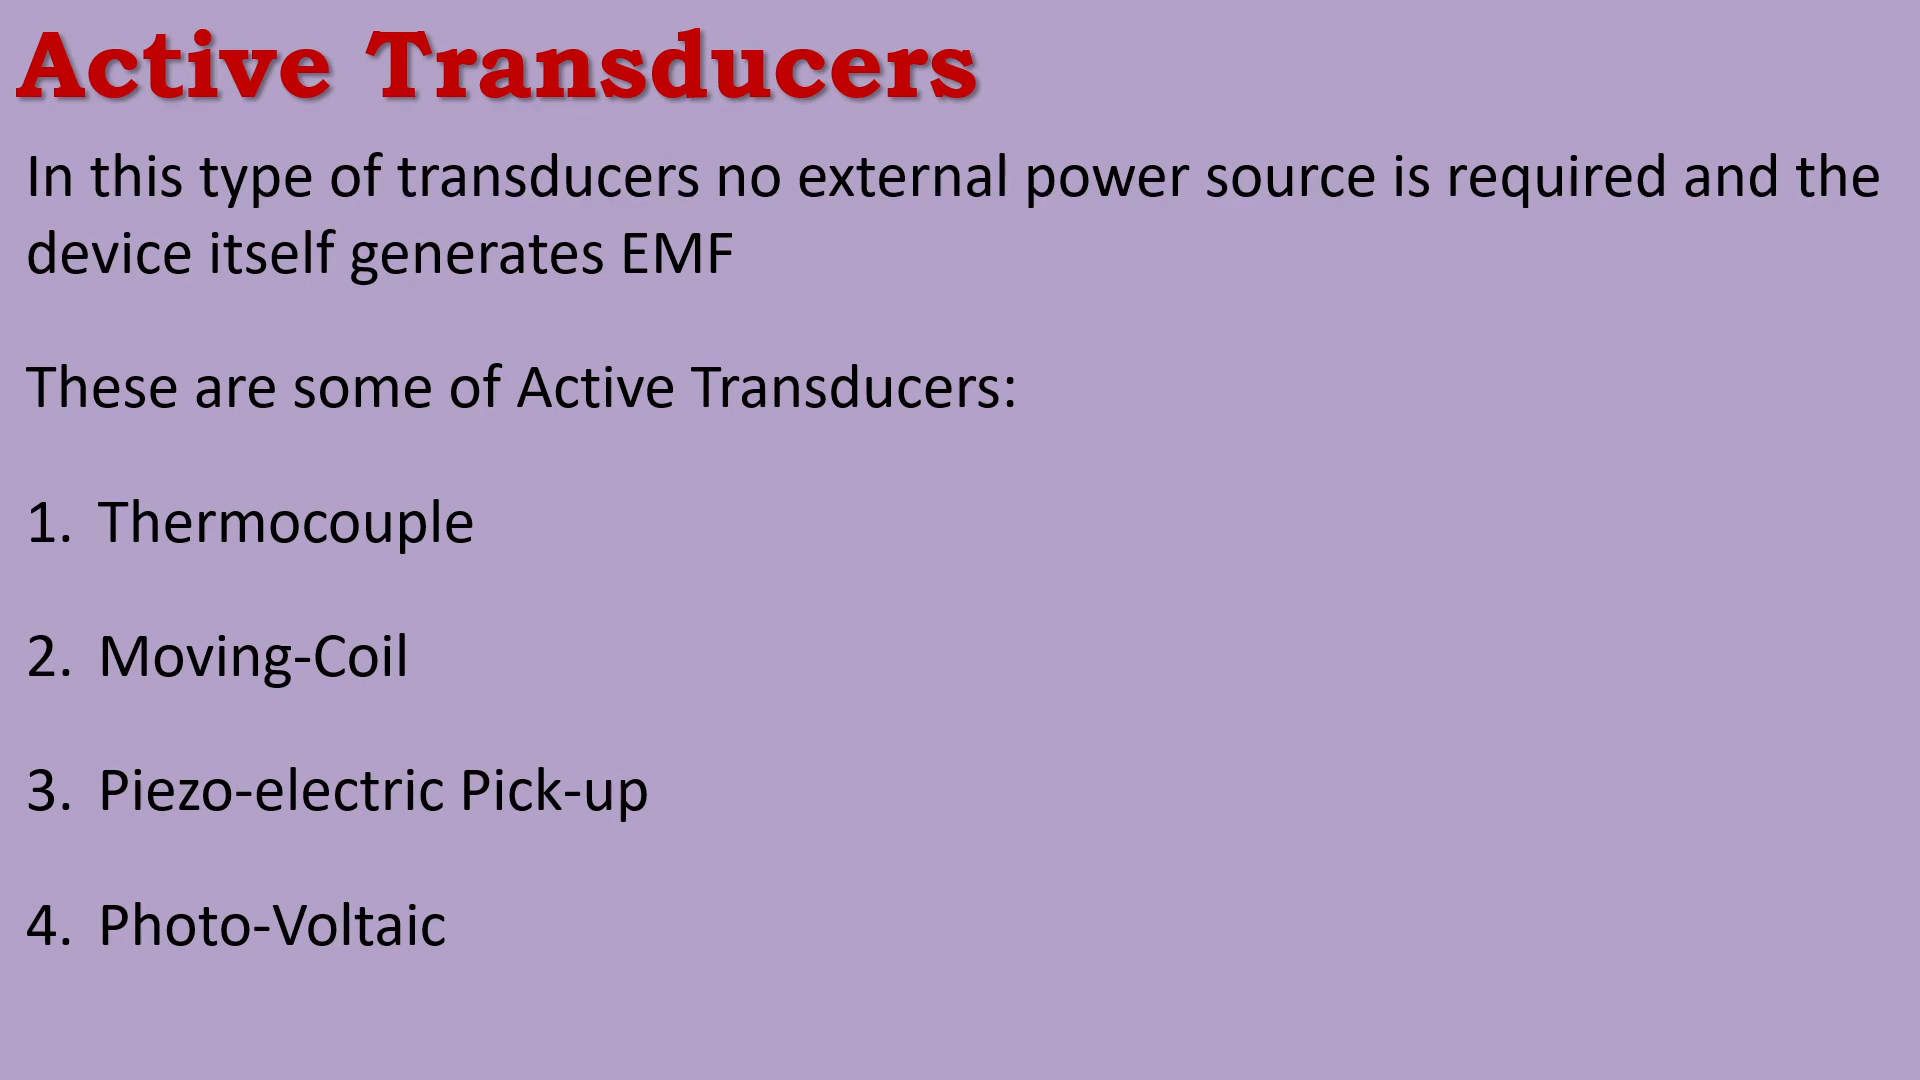 Active Transducers
In this type of transducers no external power source is required and the
device itself generates EMF
These are some of Active Transducers:
1. Thermocouple
2. Moving-Coil
3. Piezo-electric Pick-up
4. Photo-Voltaic